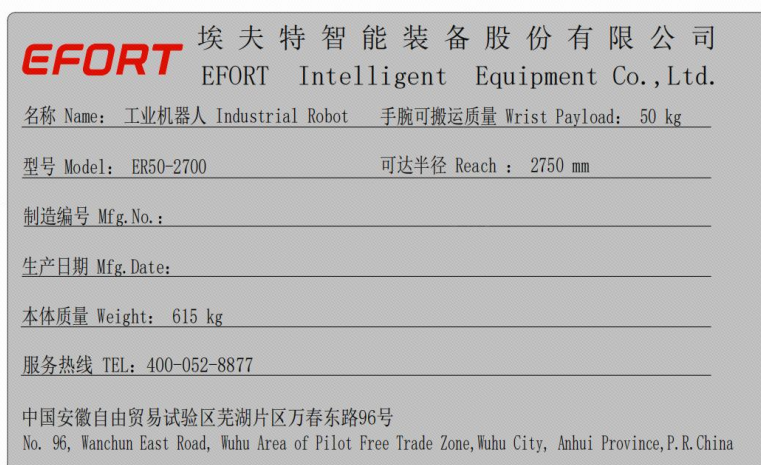 EFORT 埃夫特智能装备股份有限公司
EFORT Intelligent Equipment Co.,Ltd.
名称 Name: 工业机器人 Industrial Robot 手腕可搬运质量 Wrist Payload: 50 kg
型号 Model: ER50-2700 可达半径 Reach : 2750 mm
制造编号 Mfg.No.:
生产日期 Mfg.Date:
本体质量 Weight: 615 kg
服务热线 TEL: 400-052-8877
中国安徽自由贸易试验区芜湖片区万春东路96号
No. 96, Wanchun East Road, Wuhu Area of Pilot Free Trade Zone,Wuhu City, Anhui Province,P.R.China